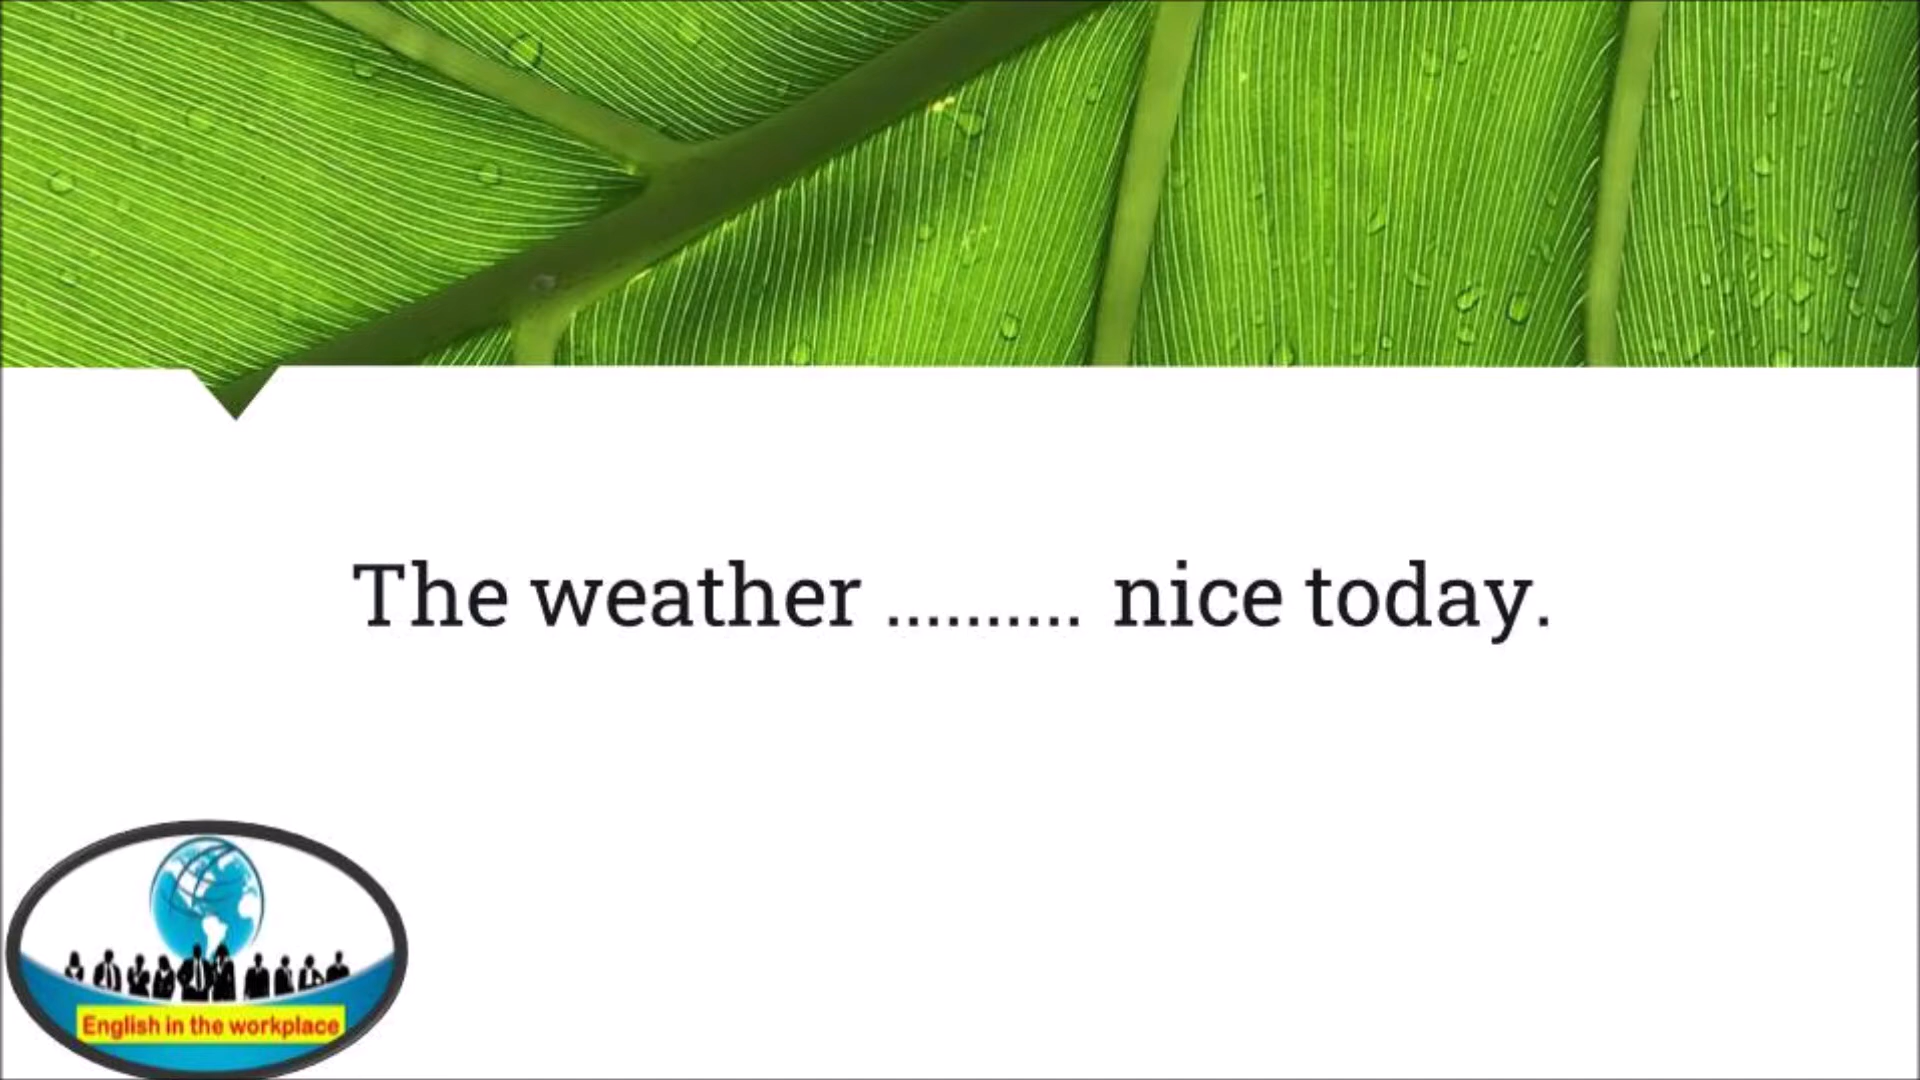 The weather .......... nice today.
English in the workplace